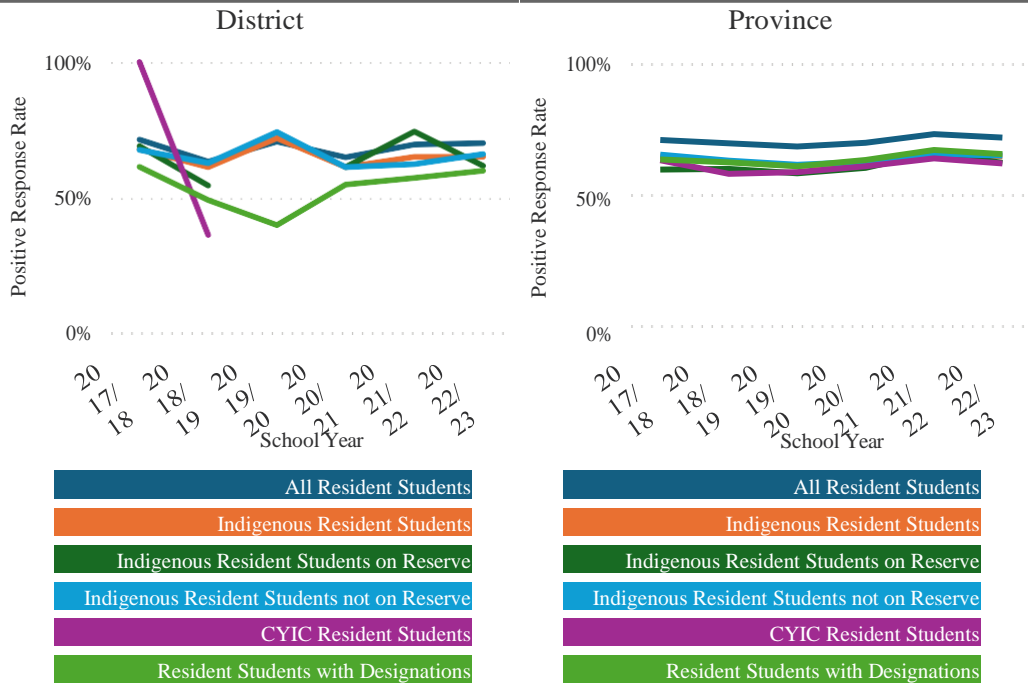 District
Positive Response Rate
100%
50%
0%
20
17/
18
20
18/
19
20
19/
20
20
20/
21
20
21/
22
20
22/
23
School Year
All Resident Students
Indigenous Resident Students
Indigenous Resident Students on Reserve
Indigenous Resident Students not on Reserve
CYIC Resident Students
Resident Students with Designations
Province
Positive Response Rate
100%
50%
0%
20
17/
18
20
18/
19
20
19/
20
20
20/
21
20
21/
22
20
22/
23
School Year
All Resident Students
Indigenous Resident Students
Indigenous Resident Students on Reserve
Indigenous Resident Students not on Reserve
CYIC Resident Students
Resident Students with Designations